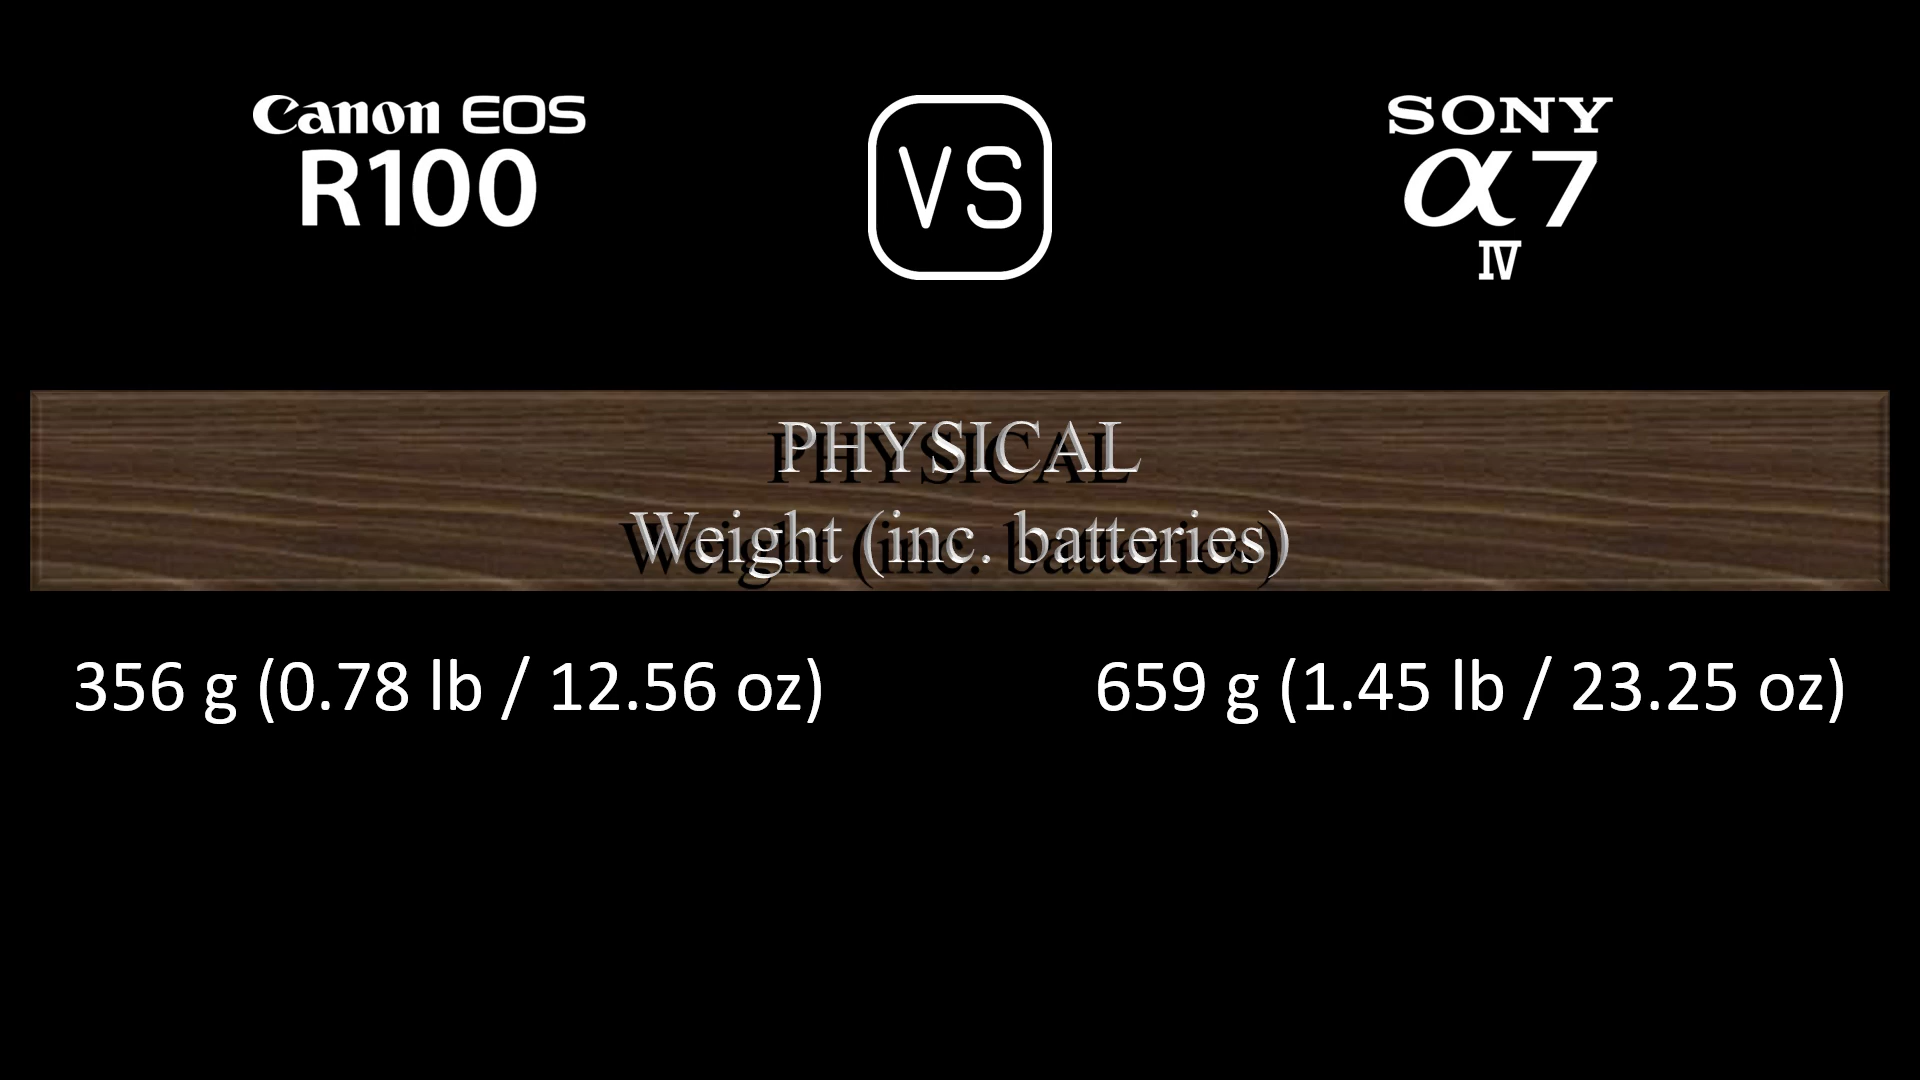 Canon EOS
R100
VS
SONY
α7
IV
PHYSICAL
Weight (inc. batteries)
356 g (0.78 lb / 12.56 oz)
659 g (1.45 lb / 23.25 oz)